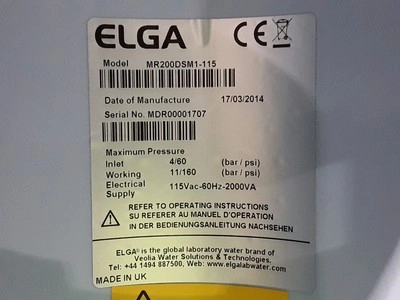 ELGA CE
Model MR200DSM1-115
Date of Manufacture 17/03/2014
Serial No. MDR00001707
Maximum Pressure
Inlet 4/60 (bar / psi)
Working 11/160 (bar / psi)
Electrical 115Vac-60Hz-2000VA
Supply
REFER TO OPERATING INSTRUCTIONS
SU REFERER AU MANUEL D'OPERATION
IN DER BEDIENUNGSANLEITUNG NACHSEHEN
ELGA® is the global laboratory water brand of
Veolia Water Solutions & Technologies.
Tel: +44 1494 887500, Web: www.elgalabwater.com
MADE IN UK